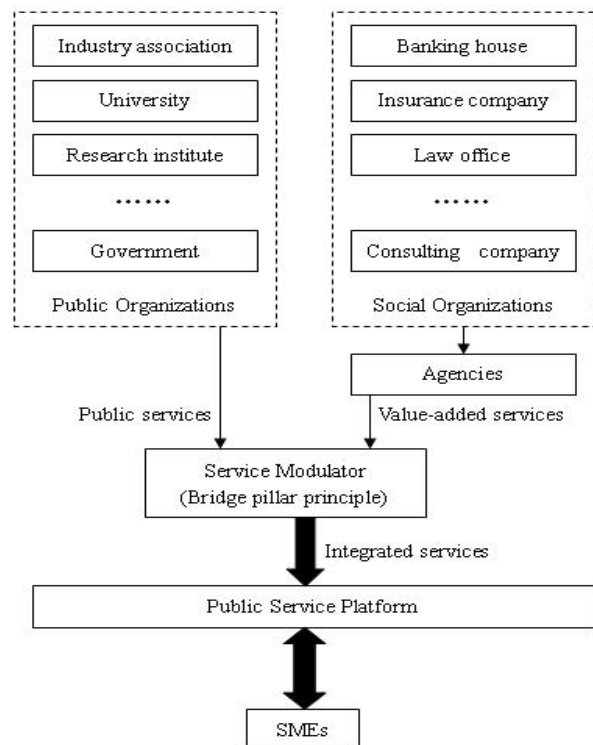 Industry association
University
Research institute
......
Government
Public Organizations
Banking house
Insurance company
Law office
......
Consulting company
Social Organizations
Agencies
Public services
Value-added services
Service Modulator
(Bridge pillar principle)
Integrated services
Public Service Platform
SMEs